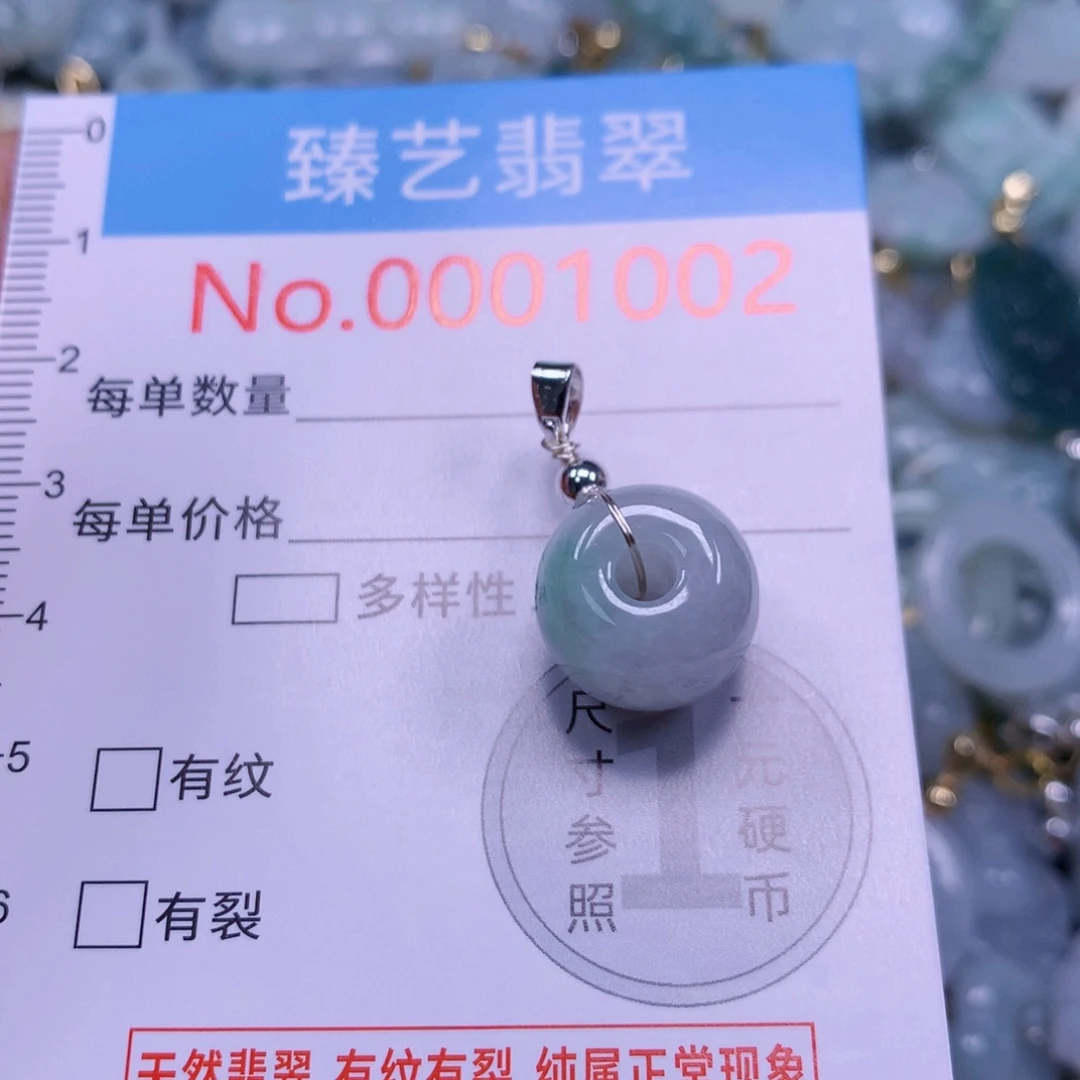 臻艺翡翠
0
No.0001002
1
2
每单数量
3
每单价格
多样性
4
5
有纹
尺寸参照
1
元硬币
6
有裂
天然翡翠 有纹有裂 纯属正常现象